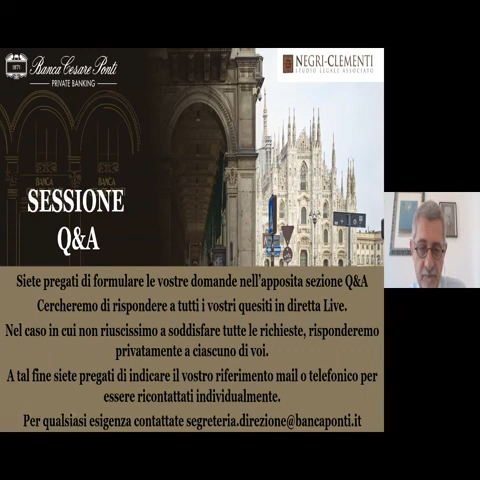 1871
Banca Cesare Ponti
PRIVATE BANKING
NEGRI-CLEMENTI
STUDIO LEGALE ASSOCIATO
BANCA
BANCA
SESSIONE
Q&A
Siete pregati di formulare le vostre domande nell'apposita sezione Q&A
Cercheremo di rispondere a tutti i vostri quesiti in diretta Live.
Nel caso in cui non riuscissimo a soddisfare tutte le richieste, risponderemo
privatamente a ciascuno di voi.
A tal fine siete pregati di indicare il vostro riferimento mail o telefonico per
essere ricontattati individualmente.
Per qualsiasi esigenza contattate segreteria.direzione@bancaponti.it